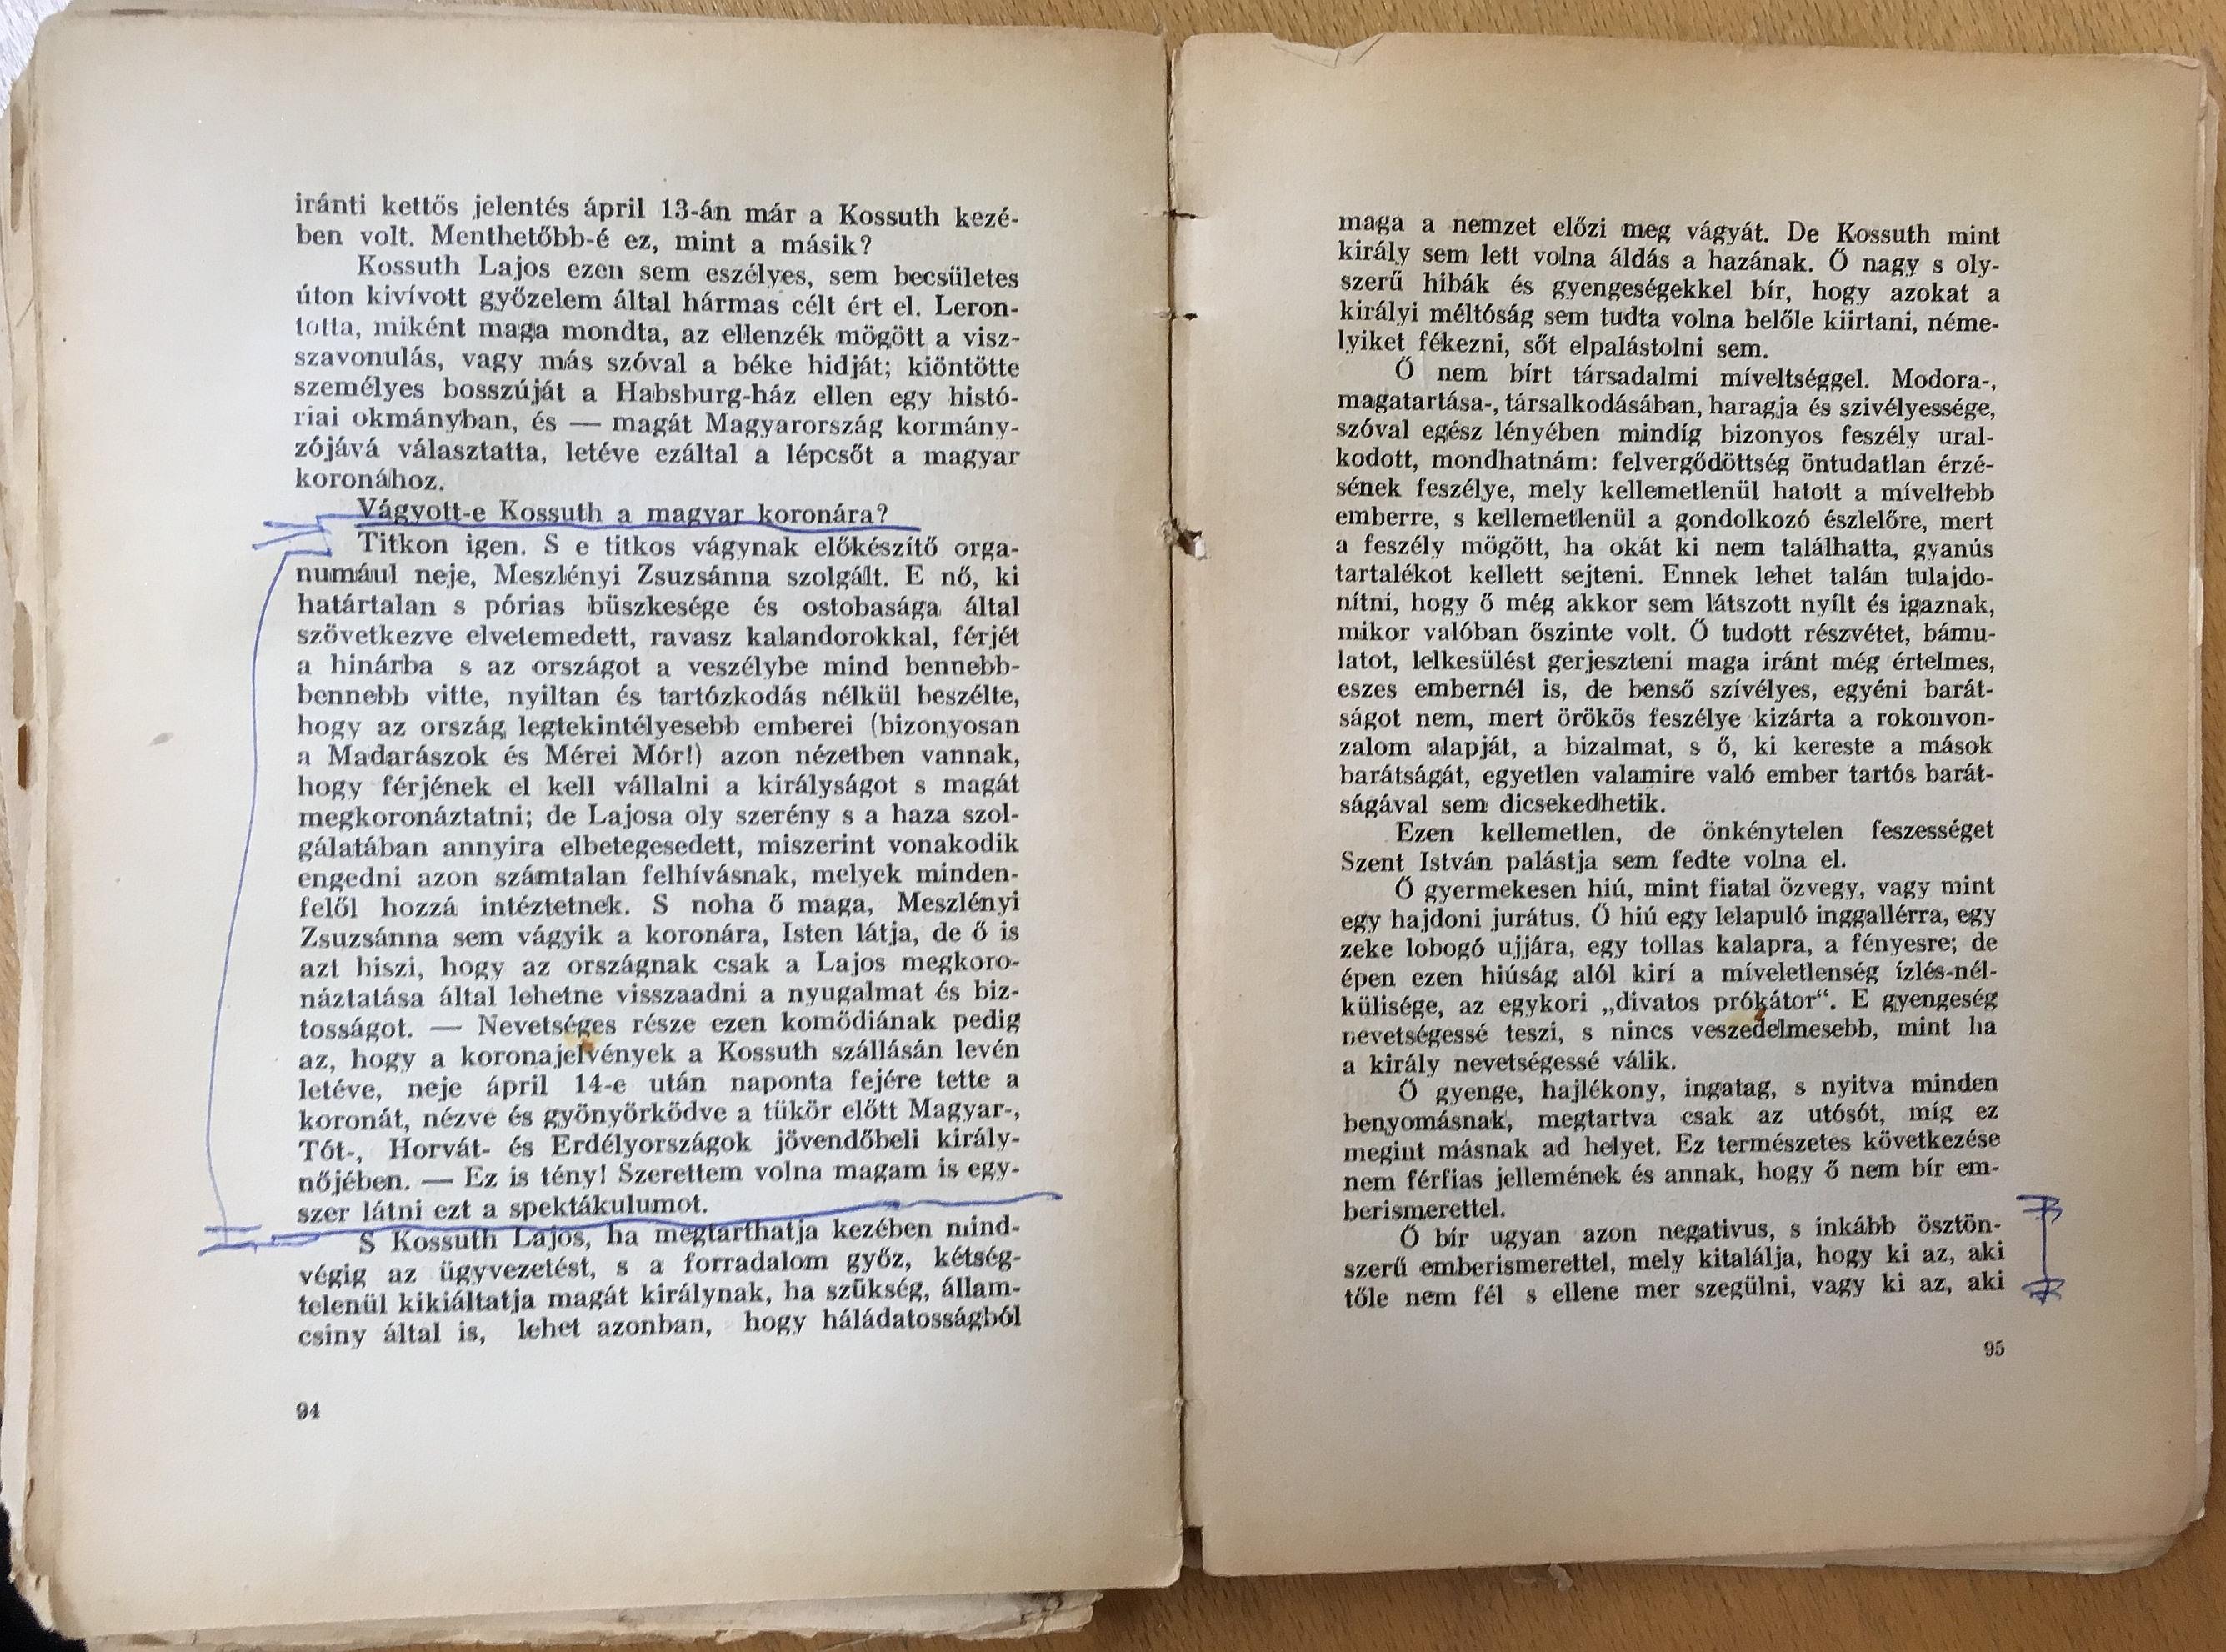 iránti kettős jelentés ápril 13-án már a Kossuth kezé-
ben volt. Menthetőbb-é ez, mint a másik?
Kossuth Lajos ezen sem eszélyes, sem becsületes
úton kivívott győzelem által hármas célt ért el. Leron-
totta, miként maga mondta, az ellenzék mögött a visz-
szavonulás, vagy más szóval a béke hidját; kiöntötte
személyes bosszúját a Habsburg-ház ellen egy histó-
riai okmányban, és — magát Magyarország kormány-
zójává választatta, letéve ezáltal a lépcsőt a magyar
koronához.
Vágyott-e Kossuth a magyar koronára?
Titkon igen. S e titkos vágynak előkészítő orga-
numául neje, Meszlényi Zsuzsánna szolgált. E nő, ki
határtalan s pórias büszkesége és ostobasága által
szövetkezve elvetemedett, ravasz kalandorokkal, férjét
a hinárba s az országot a veszélybe mind bennebb-
bennebb vitte, nyiltan és tartózkodás nélkül beszélte,
hogy az ország legtekintélyesebb emberei (bizonyosan
a Madarászok és Mérei Mór!) azon nézetben vannak,
hogy férjének el kell vállalni a királyságot s magát
megkoronáztatni; de Lajosa oly szerény s a haza szol-
gálatában annyira elbetegesedett, miszerint vonakodik
engedni azon számtalan felhívásnak, melyek minden-
felől hozzá intéztetnek. S noha ő maga, Meszlényi
Zsuzsánna sem vágyik a koronára, Isten látja, de ő is
azt hiszi, hogy az országnak csak a Lajos megkoro-
náztatása által lehetne visszaadni a nyugalmat és biz-
tosságot. — Nevetséges része ezen komödiának pedig
az, hogy a koronajelvények a Kossuth szállásán levén
letéve, neje ápril 14-e után naponta fejére tette a
koronát, nézve és gyönyörködve a tükör előtt Magyar-,
Tót-, Horvát- és Erdélyországok jövendőbeli király-
nőjében. — Ez is tény! Szerettem volna magam is egy-
szer látni ezt a spektákulumot.
S Kossuth Lajos, ha megtarthatja kezében mind-
végig az ügyvezetést, s a forradalom győz, kétség-
telenül kikiáltatja magát királynak, ha szükség, állam-
csiny által is, lehet azonban, hogy háládatosságból
94
maga a nemzet előzi meg vágyát. De Kossuth mint
király sem lett volna áldás a hazának. Ő nagy s oly-
szerű hibák és gyengeségekkel bír, hogy azokat a
királyi méltóság sem tudta volna belőle kiirtani, néme-
lyiket fékezni, sőt elpalástolni sem.
Ő nem bírt társadalmi míveltséggel. Modora-,
magatartása-, társalkodásában, haragja és szivélyessége,
szóval egész lényében mindíg bizonyos feszély ural-
kodott, mondhatnám: felvergődöttség öntudatlan érzé-
sének feszélye, mely kellemetlenül hatott a míveltebb
emberre, s kellemetlenül a gondolkozó észlelőre, mert
a feszély mögött, ha okát ki nem találhatta, gyanús
tartalékot kellett sejteni. Ennek lehet talán tulajdo-
nítni, hogy ő még akkor sem látszott nyílt és igaznak,
mikor valóban őszinte volt. Ő tudott részvétet, bámu-
latot, lelkesülést gerjeszteni maga iránt még értelmes,
eszes embernél is, de benső szívélyes, egyéni barát-
ságot nem, mert örökös feszélye kizárta a rokonvon-
zalom alapját, a bizalmat, s ő, ki kereste a mások
barátságát, egyetlen valamire való ember tartós barát-
ságával sem dicsekedhetik.
Ezen kellemetlen, de önkénytelen feszességet
Szent István palástja sem fedte volna el.
Ő gyermekesen hiú, mint fiatal özvegy, vagy mint
egy hajdoni jurátus. Ő hiú egy lelapuló inggallérra, egy
zeke lobogó ujjára, egy tollas kalapra, a fényesre; de
épen ezen hiúság alól kirí a míveletlenség ízlés-nél-
külisége, az egykori „divatos prókátor“. E gyengeség
nevetségessé teszi, s nincs veszedelmesebb, mint ha
a király nevetségessé válik.
Ő gyenge, hajlékony, ingatag, s nyitva minden
benyomásnak, megtartva csak az utósót, míg ez
megint másnak ad helyet. Ez természetes következése
nem férfias jellemének és annak, hogy ő nem bír em-
berismerettel.
Ő bír ugyan azon negativus, s inkább ösztön-
szerű emberismerettel, mely kitalálja, hogy ki az, aki
tőle nem fél s ellene mer szegülni, vagy ki az, aki
95